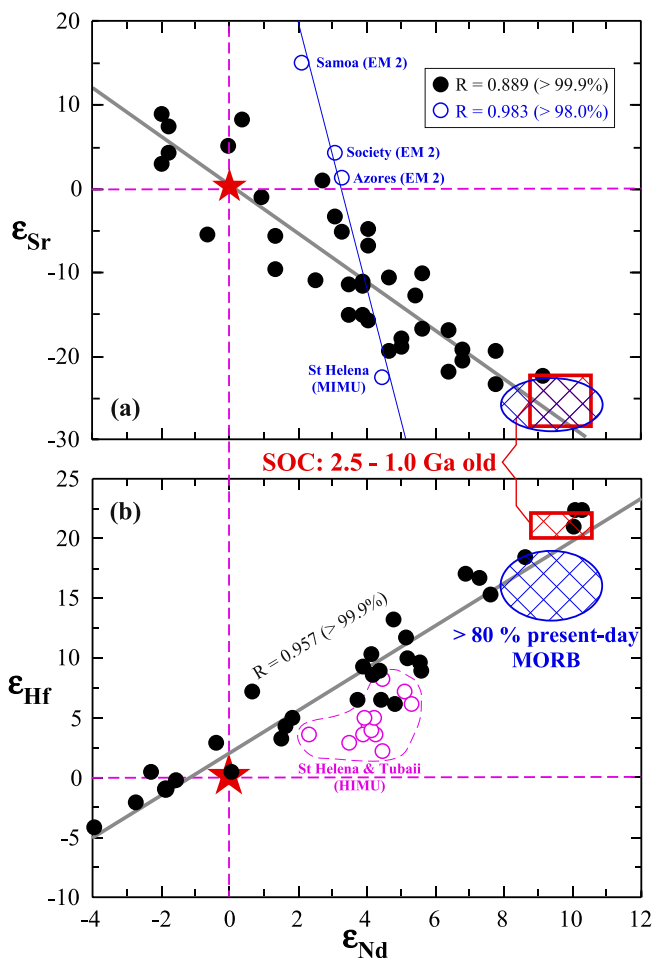 20
Samoa (EM 2)
R = 0.889 (> 99.9%)
R = 0.983 (> 98.0%)
10
Society (EM 2)
Azores (EM 2)
0
εSr
-10
-20
St Helena
(MIMU)
(a)
-30
SOC: 2.5 - 1.0 Ga old
25
(b)
20
R = 0.957 (> 99.9%)
15
> 80 % present-day
MORB
10
εHf
5
St Helena & Tubaii
(HIMU)
0
-5
-10
-4 -2 0 2 4 6 8 10 12
εNd